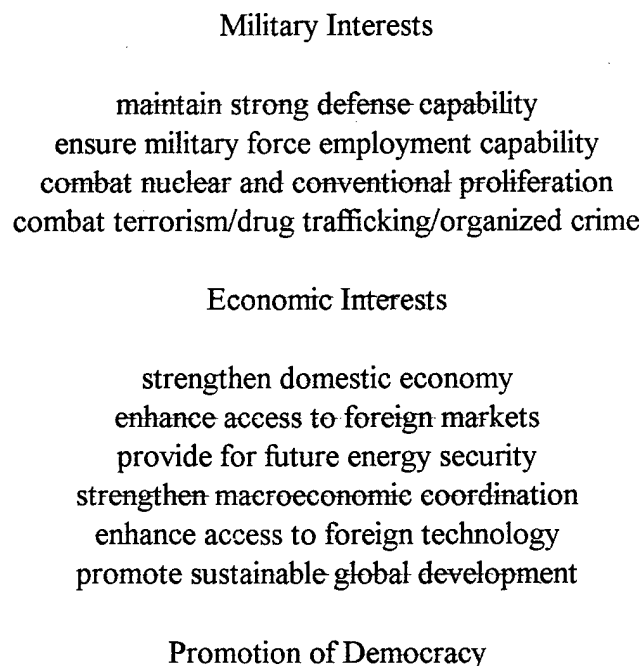 Military Interests
maintain strong defense capability
ensure military force employment capability
combat nuclear and conventional proliferation
combat terrorism/drug trafficking/organized crime
Economic Interests
strengthen domestic economy
enhance access to foreign markets
provide for future energy security
strengthen macroeconomic coordination
enhance access to foreign technology
promote sustainable global development
Promotion of Democracy